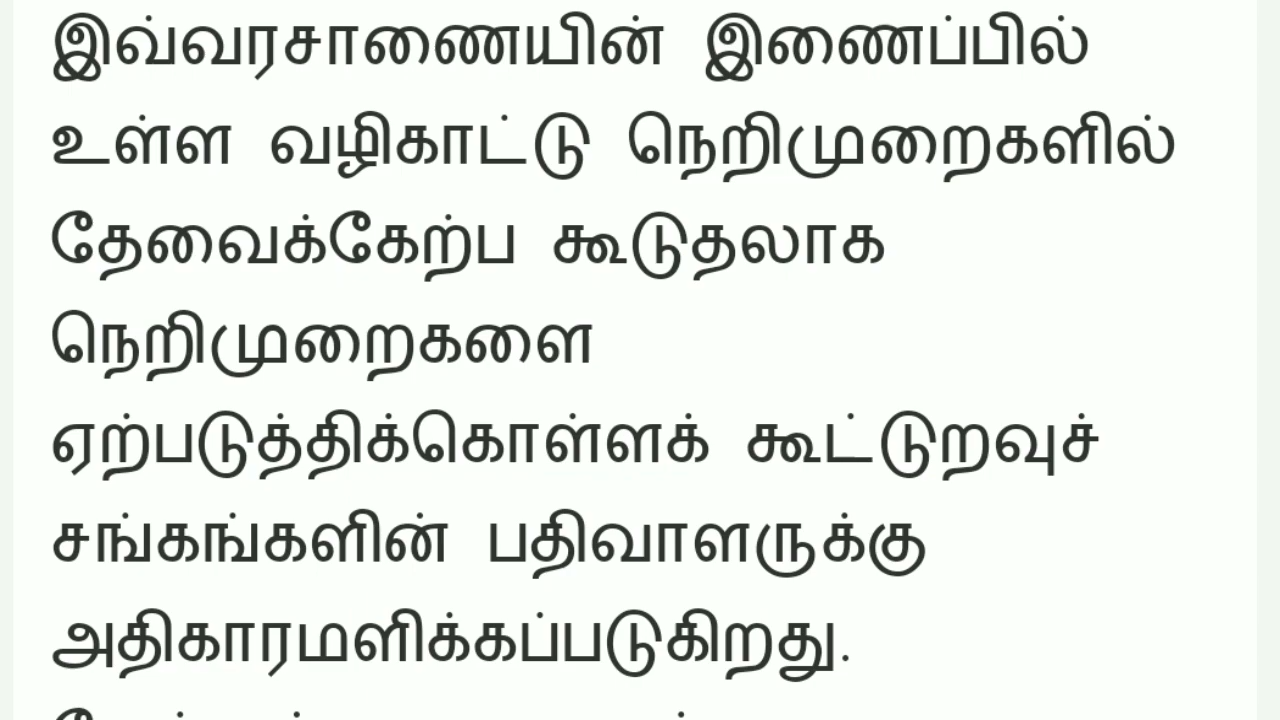 இவ்வரசாணையின் இணைப்பில்
உள்ள வழிகாட்டு நெறிமுறைகளில்
தேவைக்கேற்ப கூடுதலாக
நெறிமுறைகளை
ஏற்படுத்திக்கொள்ளக் கூட்டுறவுச்
சங்கங்களின் பதிவாளருக்கு
அதிகாரமளிக்கப்படுகிறது.